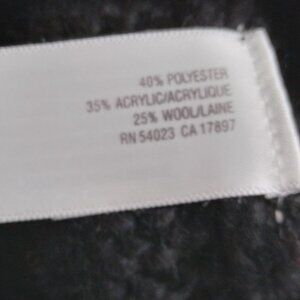 40% POLYESTER
35% ACRYLIC/ACRYLIQUE
25% WOOL/LAINE
RN 54023 CA 17897